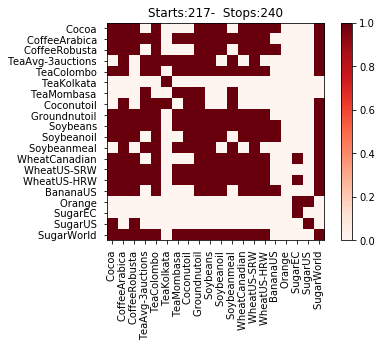 Starts:217-  Stops:240
Cocoa
CoffeeArabica
CoffeeRobusta
TeaAvg-3auctions
TeaColombo
TeaKolkata
TeaMombasa
Coconutoil
Groundnutoil
Soybeans
Soybeanoil
Soybeanmeal
WheatCanadian
WheatUS-SRW
WheatUS-HRW
BananaUS
Orange
SugarEC
SugarUS
SugarWorld
Cocoa
CoffeeArabica
CoffeeRobusta
TeaAvg-3auctions
TeaColombo
TeaKolkata
TeaMombasa
Coconutoil
Groundnutoil
Soybeans
Soybeanoil
Soybeanmeal
WheatCanadian
WheatUS-SRW
WheatUS-HRW
BananaUS
Orange
SugarEC
SugarUS
SugarWorld
1.0
0.8
0.6
0.4
0.2
0.0